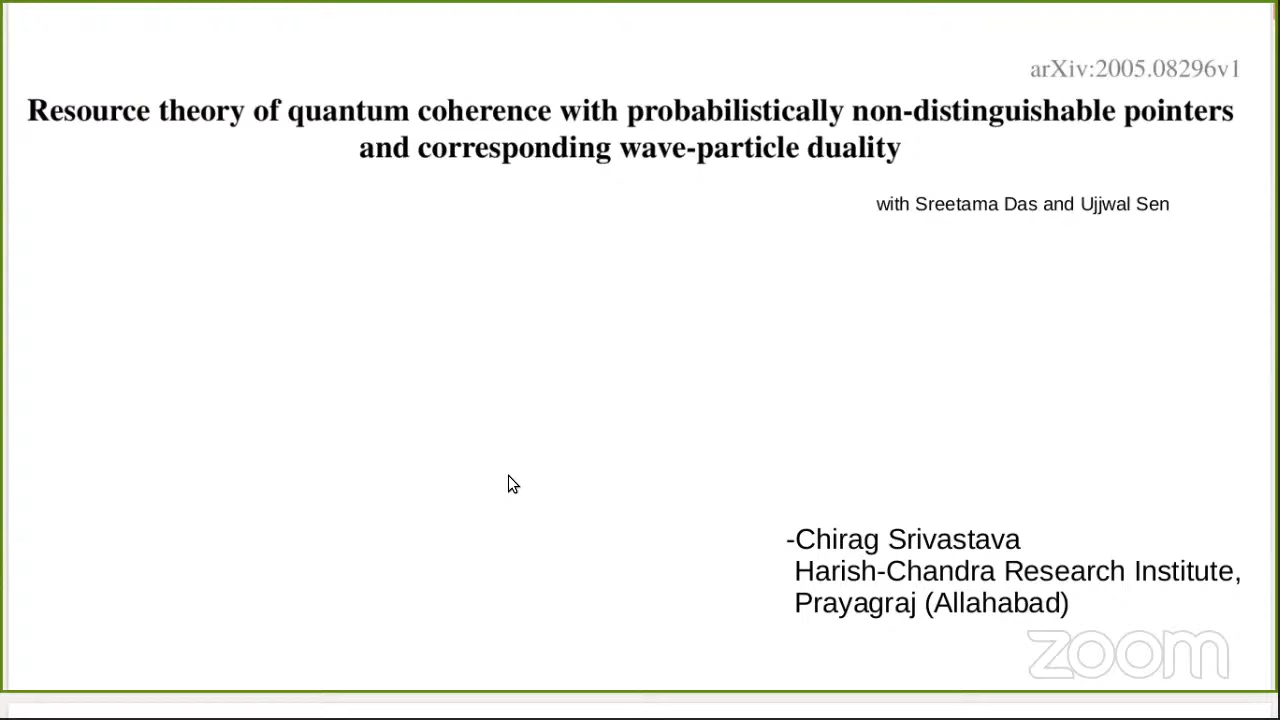 arXiv:2005.08296v1
Resource theory of quantum coherence with probabilistically non-distinguishable pointers
and corresponding wave-particle duality
with Sreetama Das and Ujjwal Sen
-Chirag Srivastava
Harish-Chandra Research Institute,
Prayagraj (Allahabad)
zoom